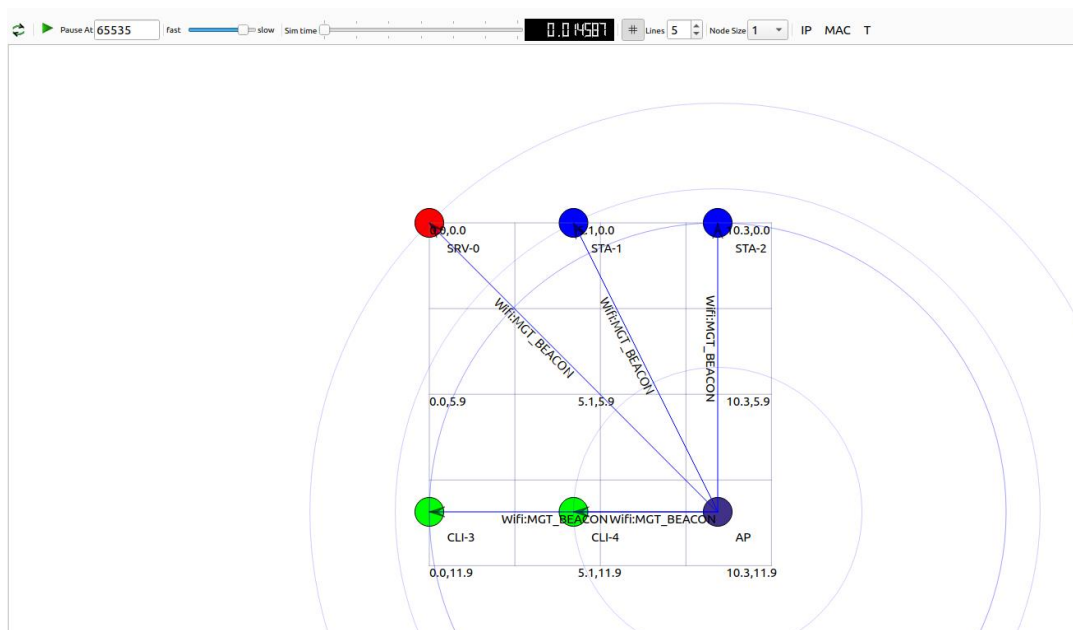 Pause At 65535 fast slow Sim time 0.014587 # Lines 5 Node Size 1 IP MAC T
0.0 5.1,0.0 10.3,0.0
SRV-0 STA-1 STA-2
Wifi:MGT_BEACON
Wifi:MGT_BEACON
Wifi:MGT_BEACON
0.0,5.9 5.1,5.9 10.3,5.9
Wifi:MGT_BEACON Wifi:MGT_BEACON
CLI-3 CLI-4 AP
0.0,11.9 5.1,11.9 10.3,11.9